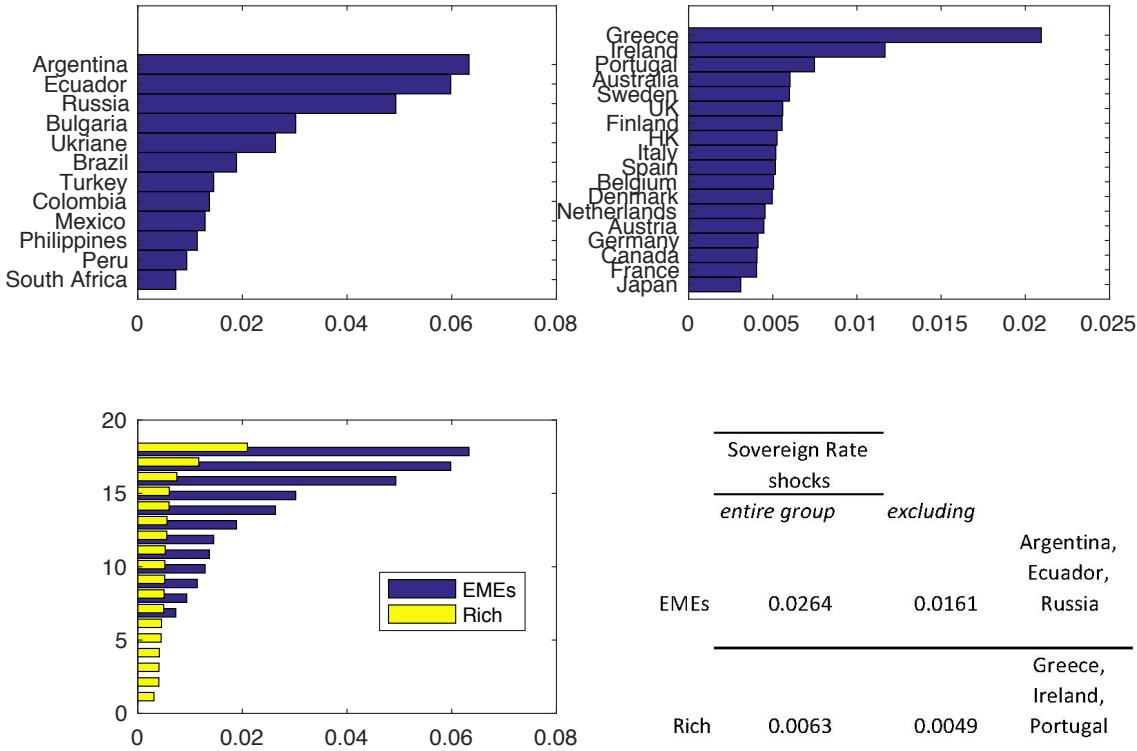 Argentina
Ecuador
Russia
Bulgaria
Ukriane
Brazil
Turkey
Colombia
Mexico
Philippines
Peru
South Africa
0 0.02 0.04 0.06 0.08
Greece
Ireland
Portugal
Australia
Sweden
UK
Finland
HK
Italy
Spain
Belgium
Denmark
Netherlands
Austria
Germany
Canada
France
Japan
0 0.005 0.01 0.015 0.02 0.025
20
15
10
5
0
0 0.02 0.04 0.06 0.08
EMEs
Rich
Sovereign Rate
shocks
entire group excluding
Argentina,
Ecuador,
EMEs 0.0264 0.0161 Russia
Greece,
Ireland,
Rich 0.0063 0.0049 Portugal